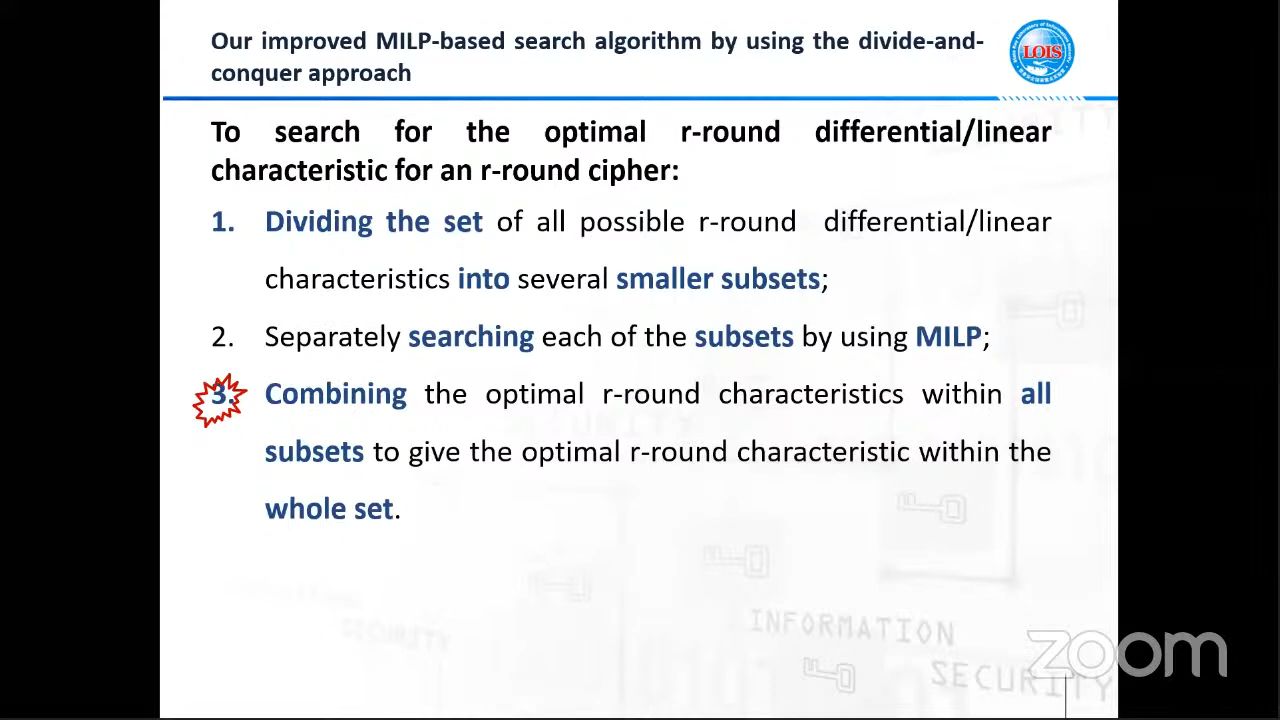 Our improved MILP-based search algorithm by using the divide-and-
conquer approach
LOIS
To search for the optimal r-round differential/linear
characteristic for an r-round cipher:
1. Dividing the set of all possible r-round differential/linear
characteristics into several smaller subsets;
2. Separately searching each of the subsets by using MILP;
3. Combining the optimal r-round characteristics within all
subsets to give the optimal r-round characteristic within the
whole set.
INFORMATION
SECURITY
SECURITY
zoom